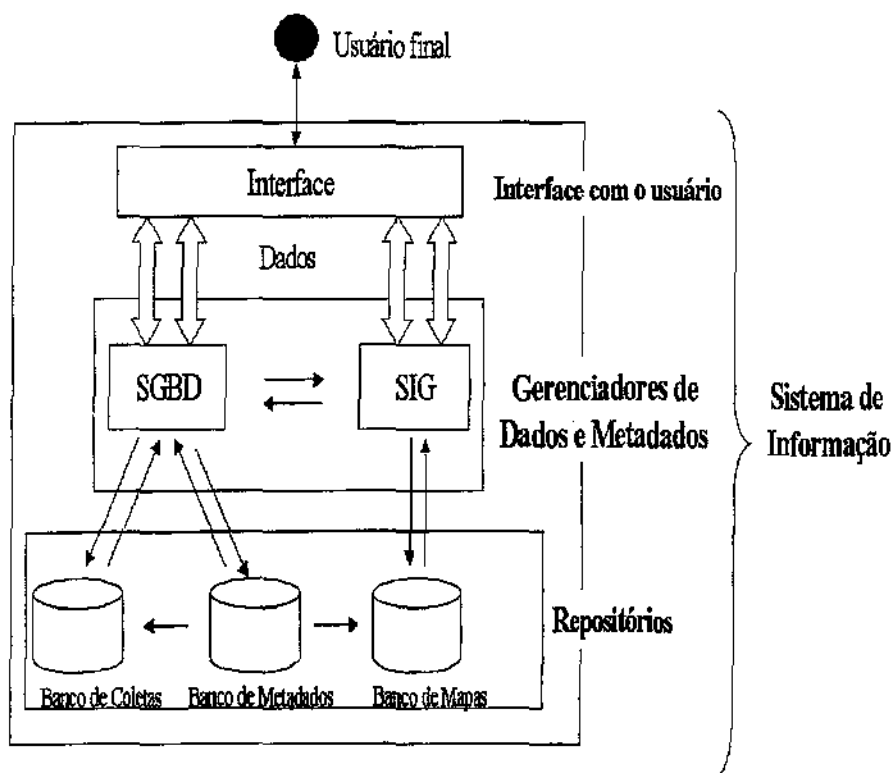 Usuário final
Interface
Interface com o usuário
Dados
SGBD
SIG
Gerenciadores de
Dados e Metadados
Sistema de
Informação
Repositórios
Banco de Coletas
Banco de Metadados
Banco de Mapas